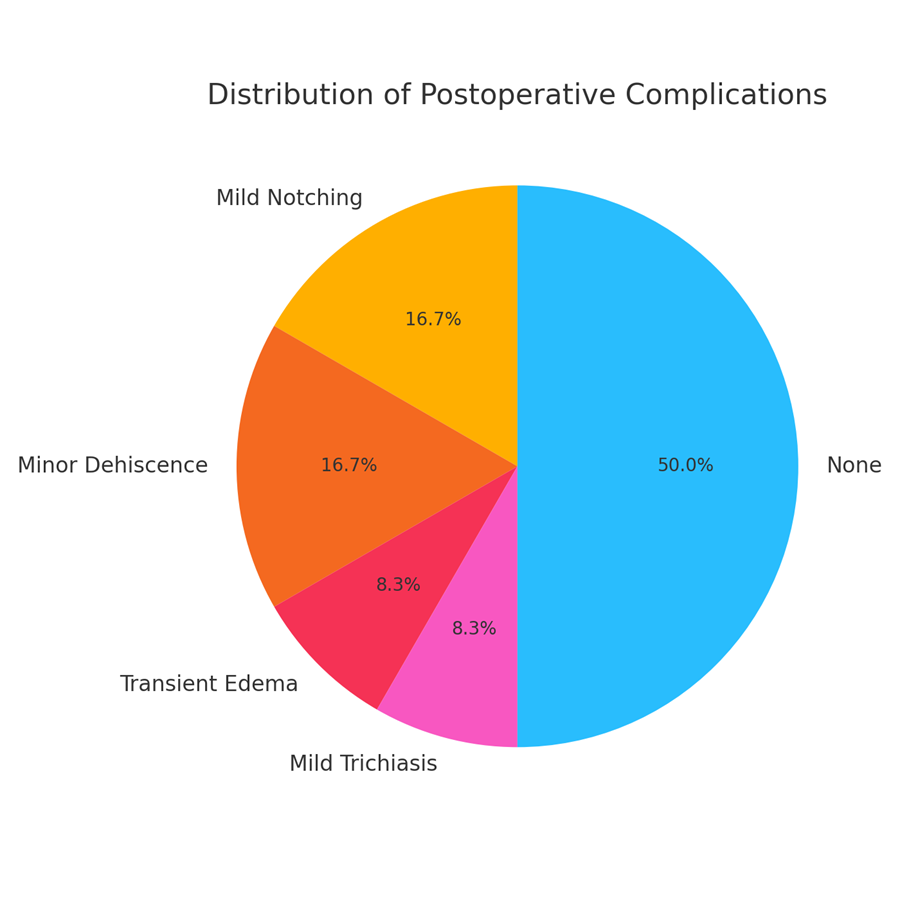 Distribution of Postoperative Complications
Mild Notching
16.7%
Minor Dehiscence
16.7%
50.0%
None
8.3%
8.3%
Transient Edema
Mild Trichiasis